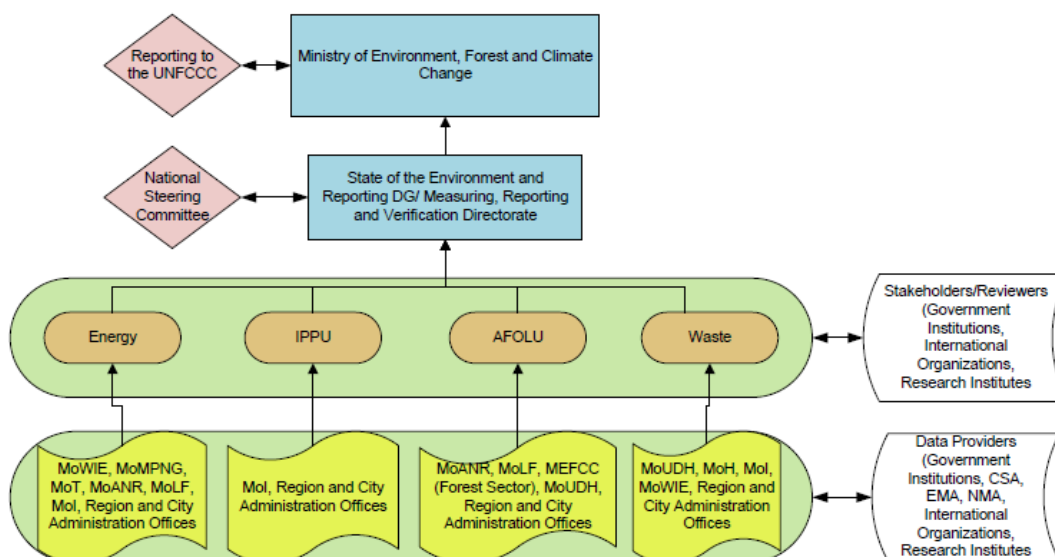 Reporting to
the UNFCCC
Ministry of Environment, Forest and Climate
Change
National
Steering
Committee
State of the Environment and
Reporting DG/ Measuring, Reporting
and Verification Directorate
Energy
IPPU
AFOLU
Waste
Stakeholders/Reviewers
(Government
Institutions,
International
Organizations,
Research Institutes
MoWIE, MoMPNG,
MoT, MoANR, MoLF,
MoI, Region and City
Administration Offices
MoI, Region and City
Administration Offices
MoANR, MoLF, MEFCC
(Forest Sector), MoUDH,
Region and City
Administration Offices
MoUDH, MoH, MoI,
MoWIE, Region and
City Administration
Offices
Data Providers
(Government
Institutions, CSA,
EMA, NMA,
International
Organizations,
Research Institutes